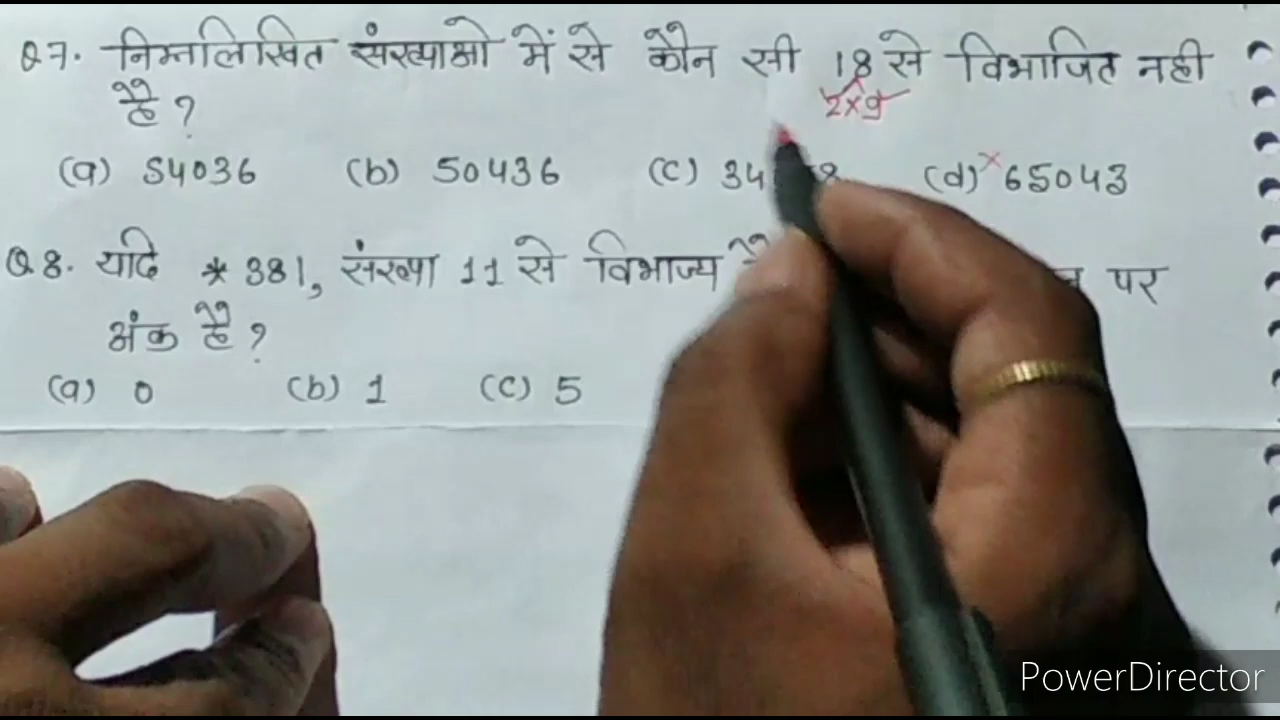 Q7. निम्नलिखित संख्याओ में से कौन सी 18 से विभाजित नही
2×9
है ?
(a) 54036 (b) 50436 (c) 34 8 (d) × 65043
Q8. यदि *381, संख्या 11 से विभाज्य है पर
अंक है ?
(a) 0 (b) 1 (c) 5
PowerDirector